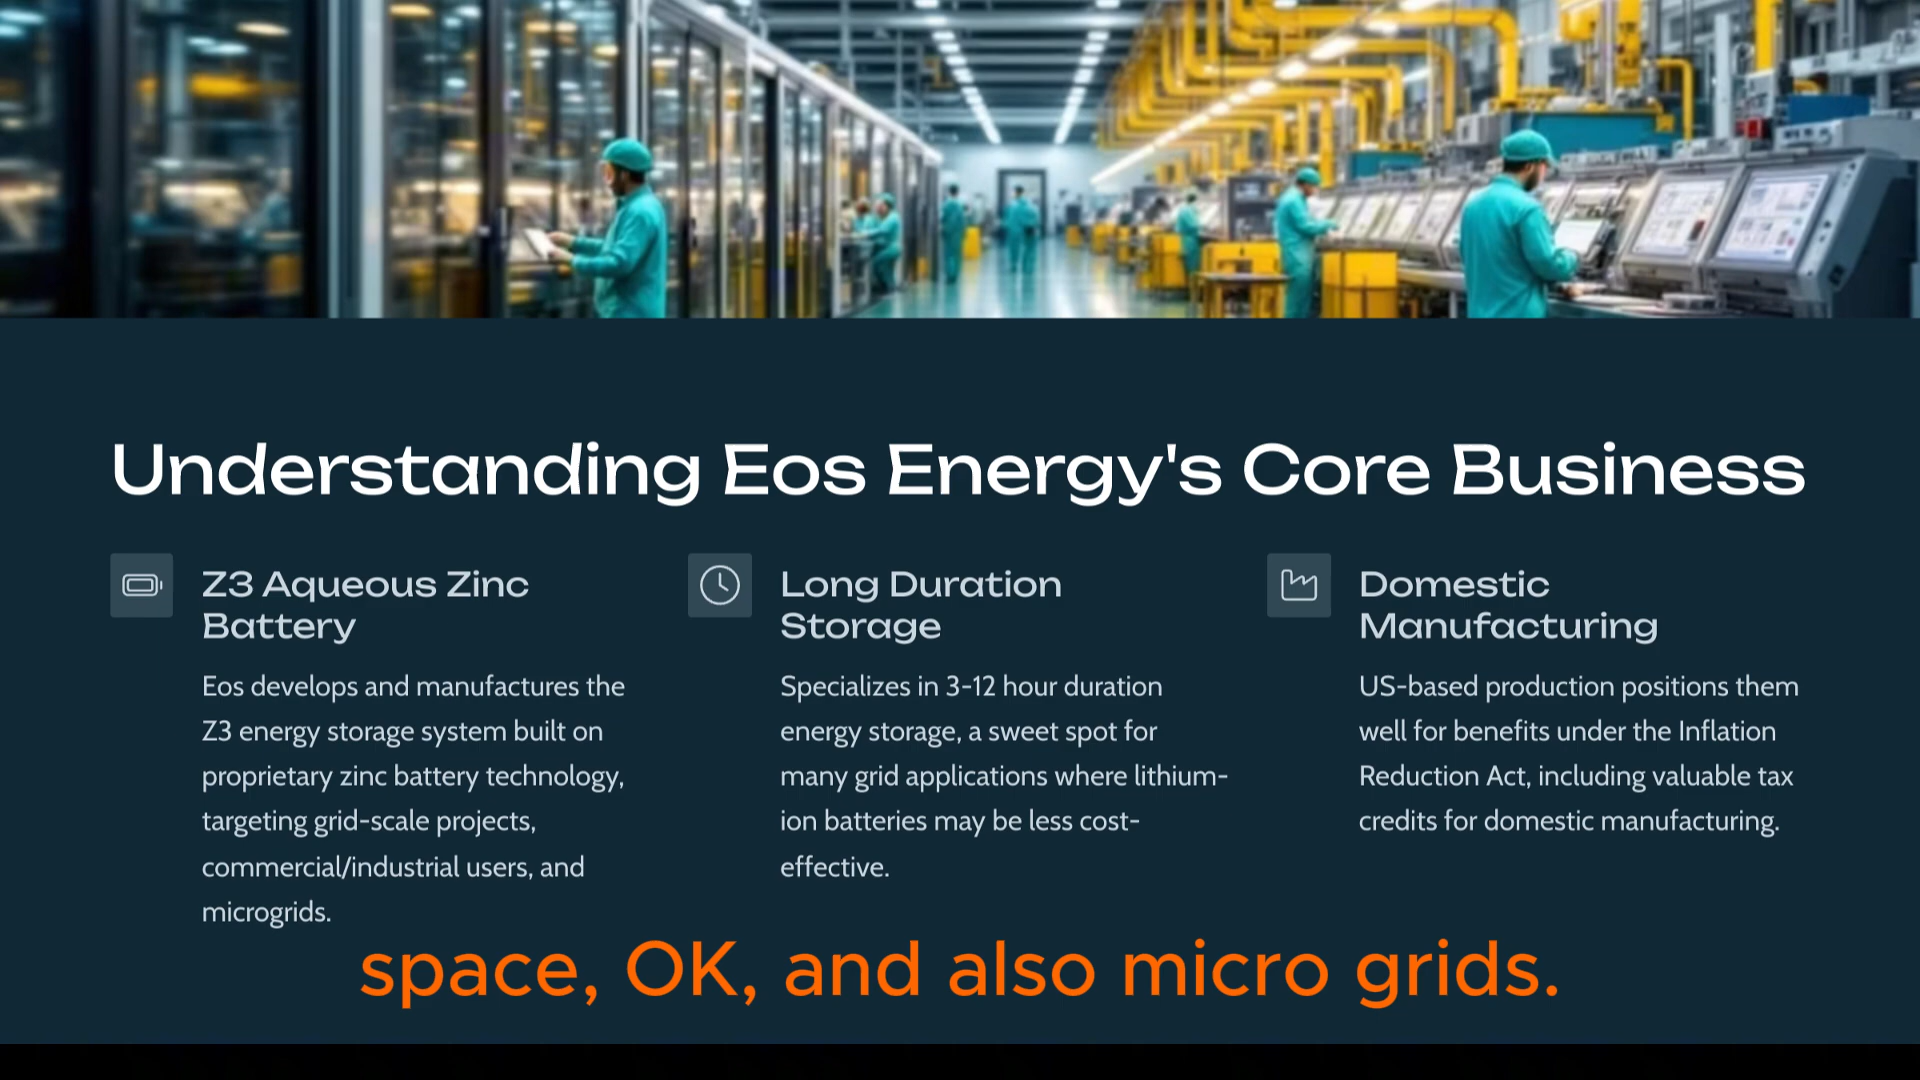 Understanding Eos Energy's Core Business
Z3 Aqueous Zinc
Battery
Eos develops and manufactures the
Z3 energy storage system built on
proprietary zinc battery technology,
targeting grid-scale projects,
commercial/industrial users, and
microgrids.
Long Duration
Storage
Specializes in 3-12 hour duration
energy storage, a sweet spot for
many grid applications where lithium-
ion batteries may be less cost-
effective.
Domestic
Manufacturing
US-based production positions them
well for benefits under the Inflation
Reduction Act, including valuable tax
credits for domestic manufacturing.
space, OK, and also micro grids.